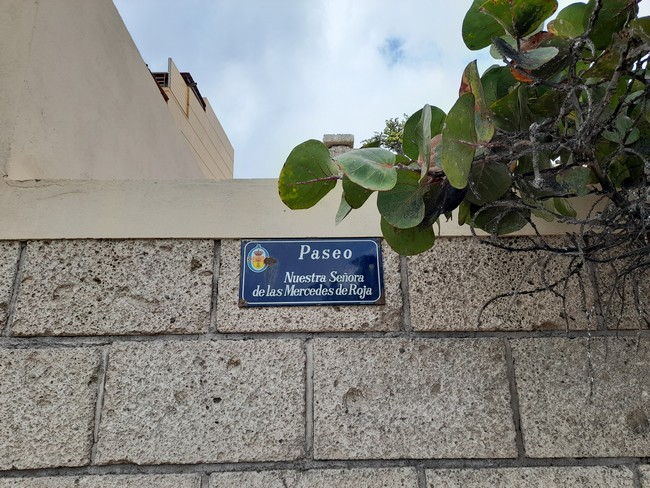 Paseo
Nuestra Señora
de las Mercedes de Roja